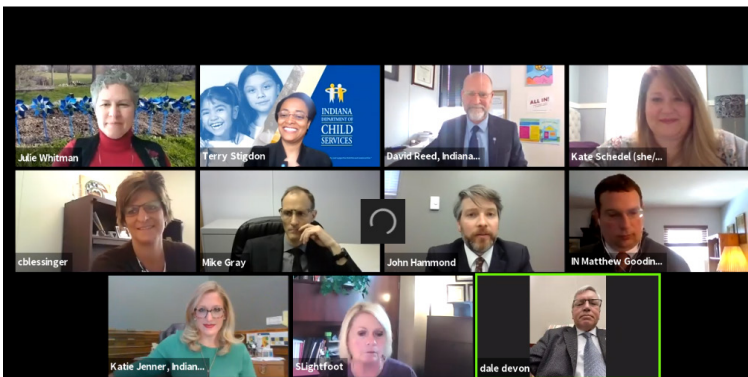 INDIANA
DEPARTMENT OF
CHILD
SERVICES
ALL IN!
Julie Whitman
Terry Stigdon
David Reed, Indiana...
Kate Schedel (she/...
cblessinger
Mike Gray
John Hammond
IN Matthew Goodin...
Katie Jenner, Indian...
SLightfoot
dale devon